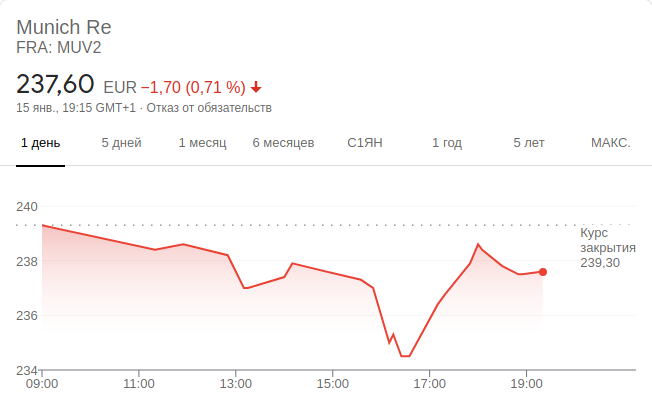 Munich Re
FRA: MUV2
237,60 EUR −1,70 (0,71 %)
15 янв., 19:15 GMT+1 · Отказ от обязательств
1 день 5 дней 1 месяц 6 месяцев С1ЯН 1 год 5 лет МАКС.
240
Курс
закрытия
239,30
238
236
234
09:00 11:00 13:00 15:00 17:00 19:00